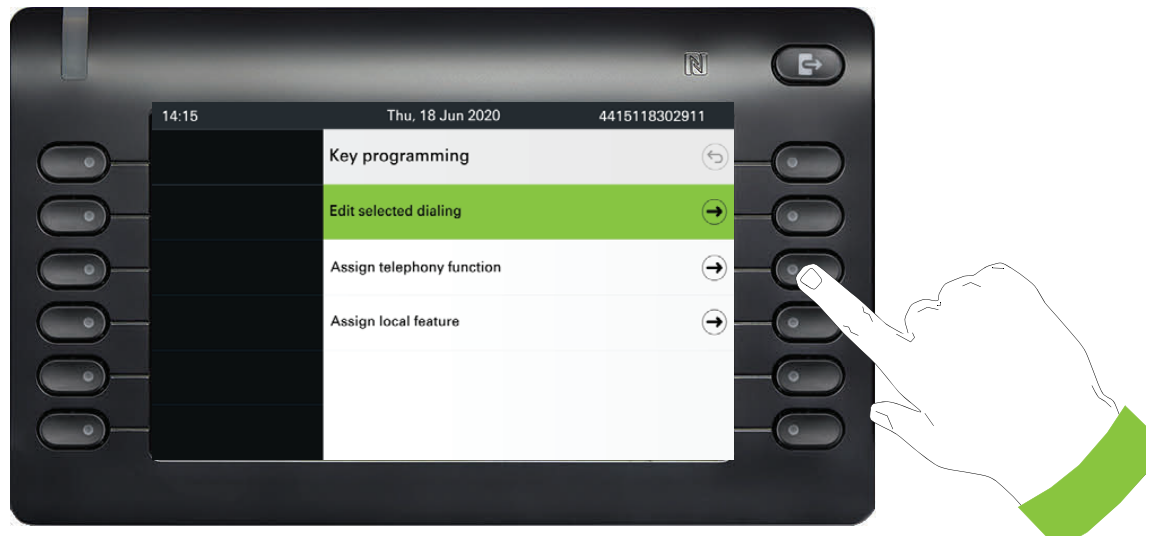 14:15 Thu, 18 Jun 2020 4415118302911
Key programming
Edit selected dialing
Assign telephony function
Assign local feature